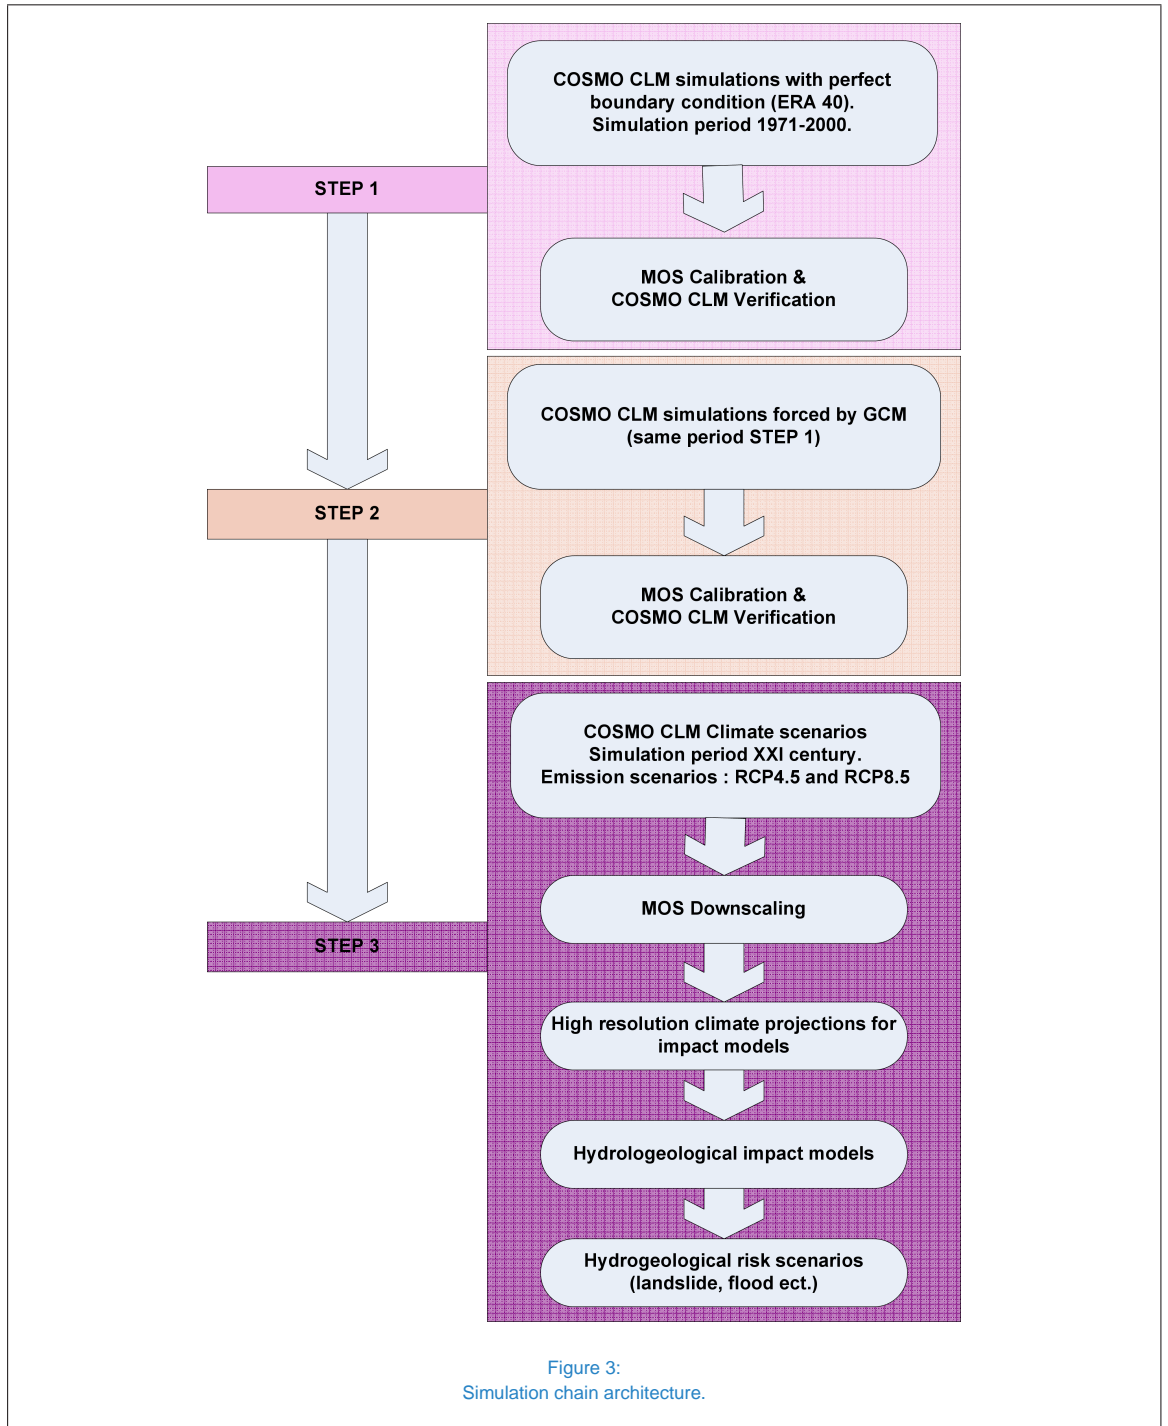 COSMO CLM simulations with perfect
boundary condition (ERA 40).
Simulation period 1971-2000.
STEP 1
MOS Calibration &
COSMO CLM Verification
COSMO CLM simulations forced by GCM
(same period STEP 1)
STEP 2
MOS Calibration &
COSMO CLM Verification
COSMO CLM Climate scenarios
Simulation period XXI century.
Emission scenarios : RCP4.5 and RCP8.5
MOS Downscaling
STEP 3
High resolution climate projections for
impact models
Hydrologeological impact models
Hydrogeological risk scenarios
(landslide, flood ect.)
Figure 3:
Simulation chain architecture.